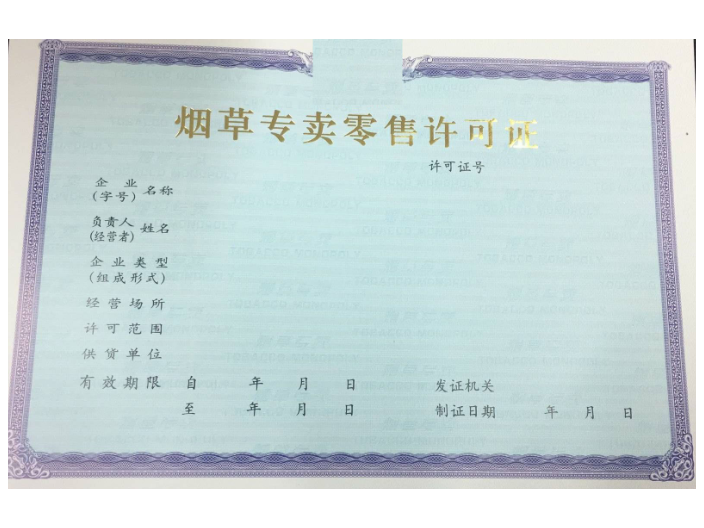 烟草专卖零售许可证
许可证号
企业
(字号) 名称
负责人
(经营者) 姓名
企业类型
(组成形式)
经营场所
许可范围
供货单位
有效期限 自 年 月 日 发证机关
至 年 月 日 制证日期 年 月 日